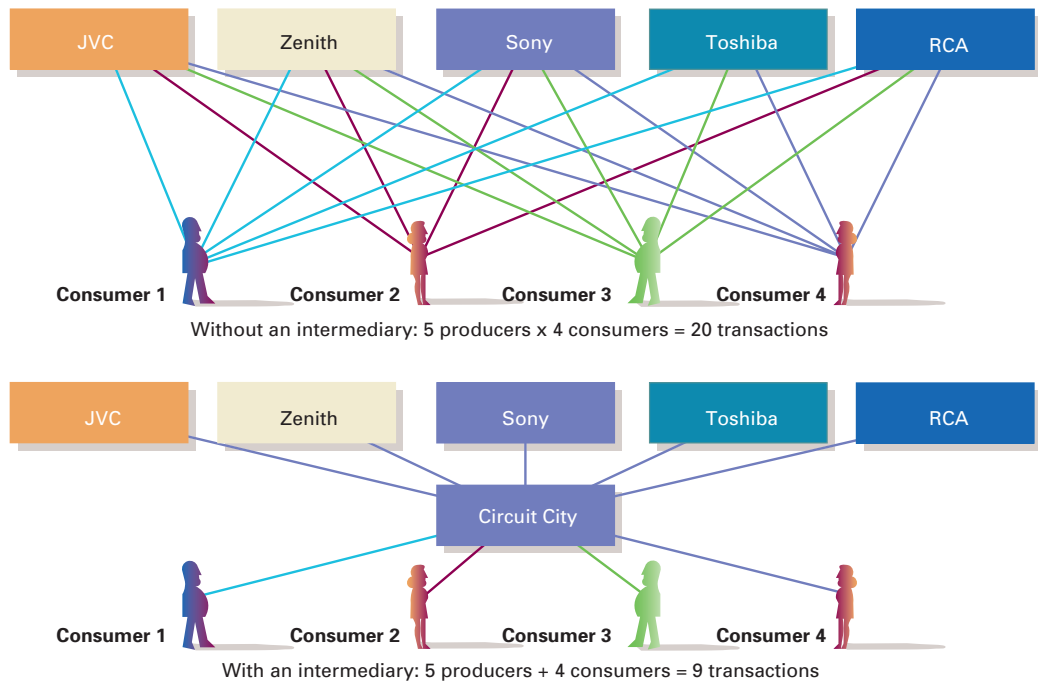 JVC Zenith Sony Toshiba RCA
Consumer 1 Consumer 2 Consumer 3 Consumer 4
Without an intermediary: 5 producers x 4 consumers = 20 transactions
JVC Zenith Sony Toshiba RCA
Circuit City
Consumer 1 Consumer 2 Consumer 3 Consumer 4
With an intermediary: 5 producers + 4 consumers = 9 transactions